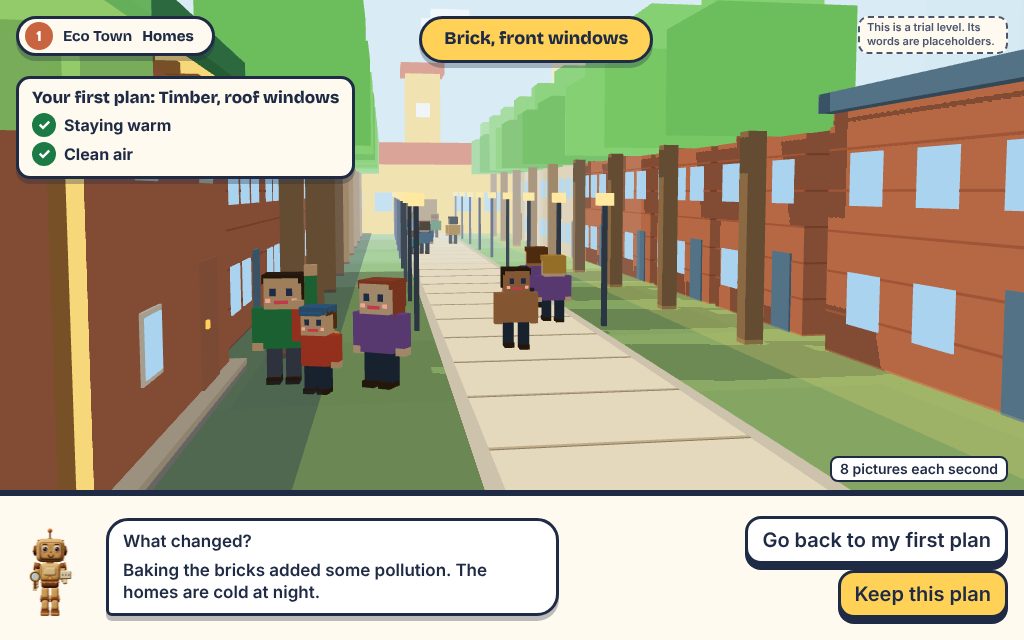 1 Eco Town Homes
Brick, front windows
This is a trial level. Its
words are placeholders.
Your first plan: Timber, roof windows
Staying warm
Clean air
8 pictures each second
What changed?
Baking the bricks added some pollution. The
homes are cold at night.
Go back to my first plan
Keep this plan